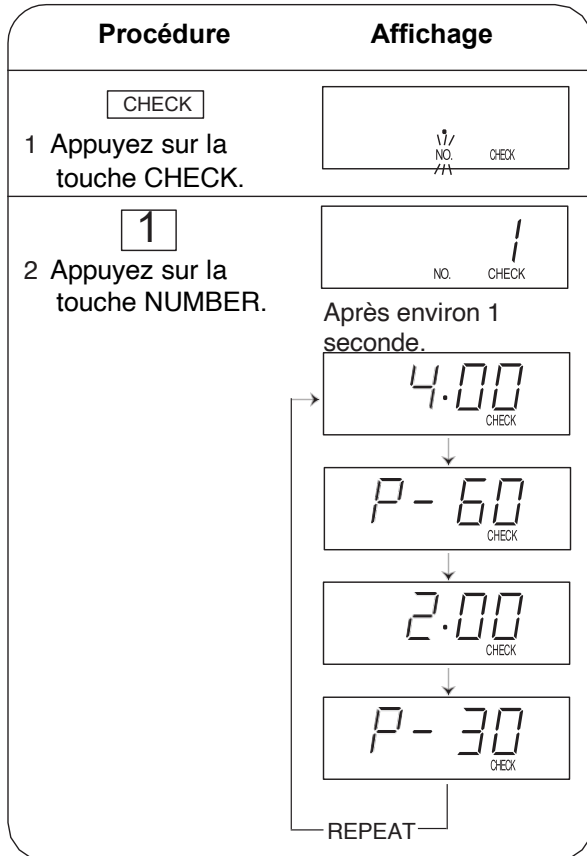 Procédure Affichage
CHECK
1 Appuyez sur la
touche CHECK.
NO. CHECK
1
2 Appuyez sur la
touche NUMBER.
1
NO. CHECK
Après environ 1
seconde.
4.00
CHECK
P-60
CHECK
2.00
CHECK
P-30
CHECK
REPEAT